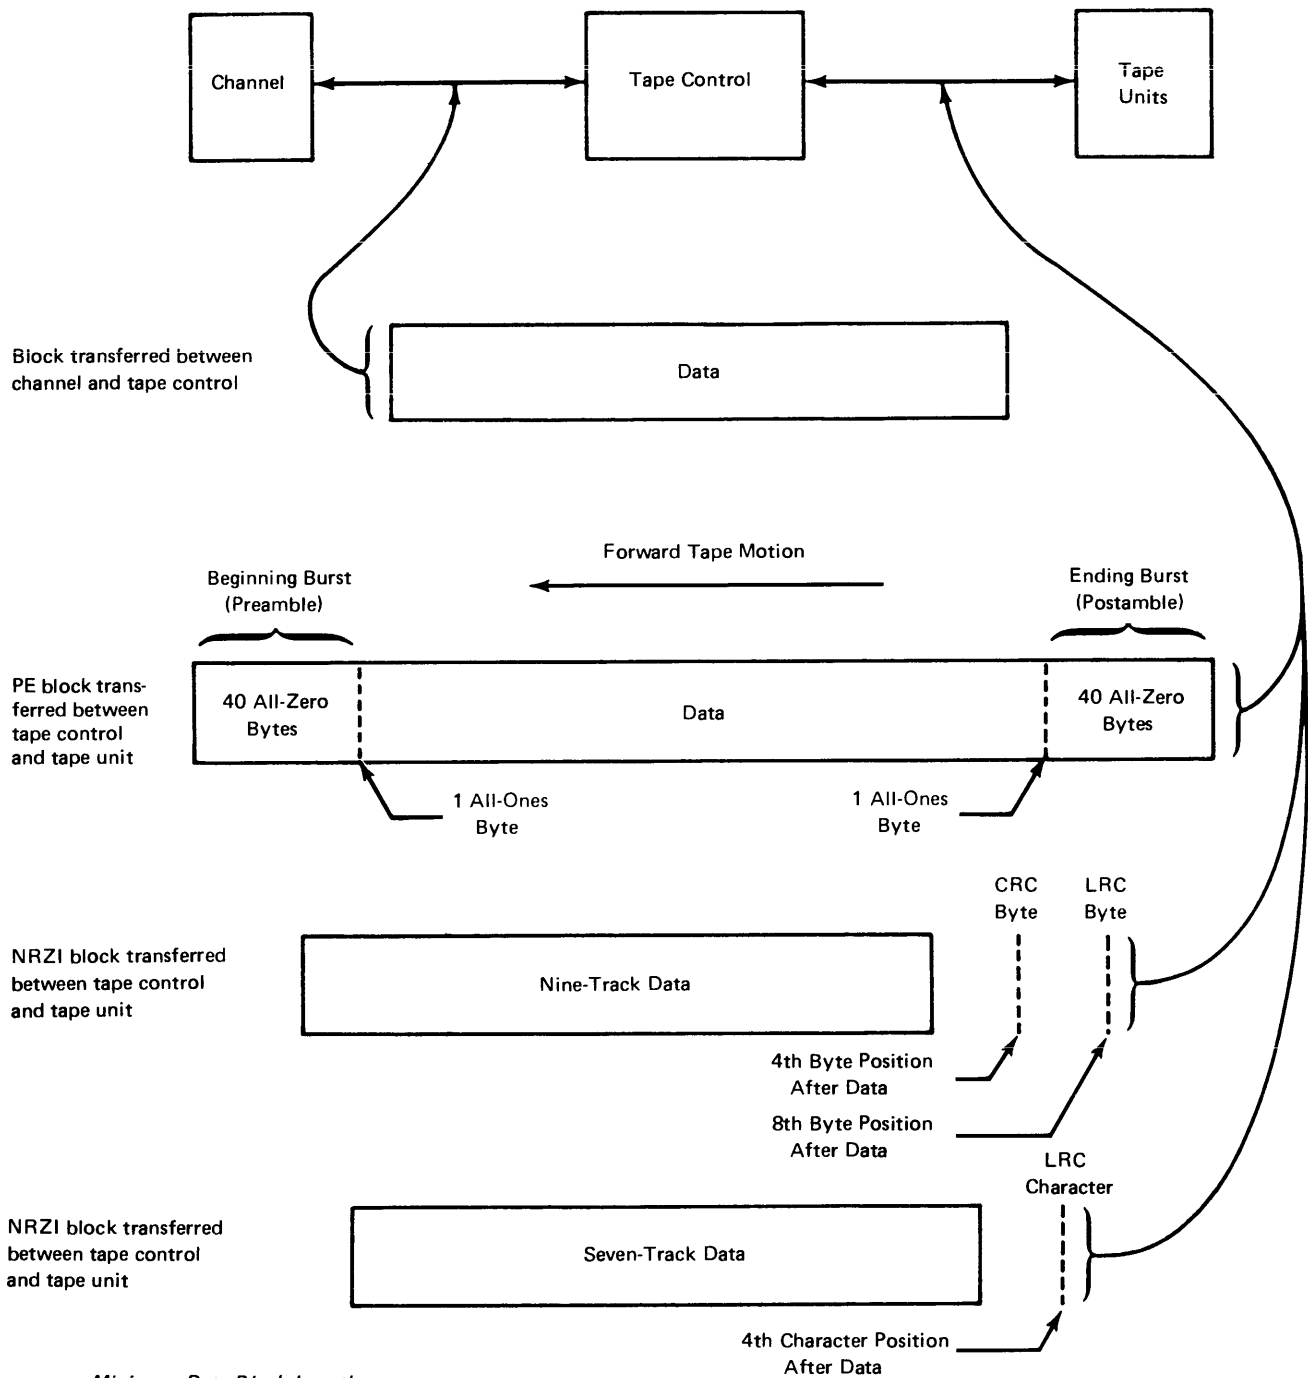 Channel
Tape Control
Tape
Units
Block transferred between
channel and tape control
Data
Forward Tape Motion
Beginning Burst
(Preamble)
Ending Burst
(Postamble)
PE block trans-
ferred between
tape control
and tape unit
40 All-Zero
Bytes
Data
40 All-Zero
Bytes
1 All-Ones
Byte
1 All-Ones
Byte
CRC
Byte
LRC
Byte
NRZI block transferred
between tape control
and tape unit
Nine-Track Data
4th Byte Position
After Data
8th Byte Position
After Data
LRC
Character
NRZI block transferred
between tape control
and tape unit
Seven-Track Data
4th Character Position
After Data